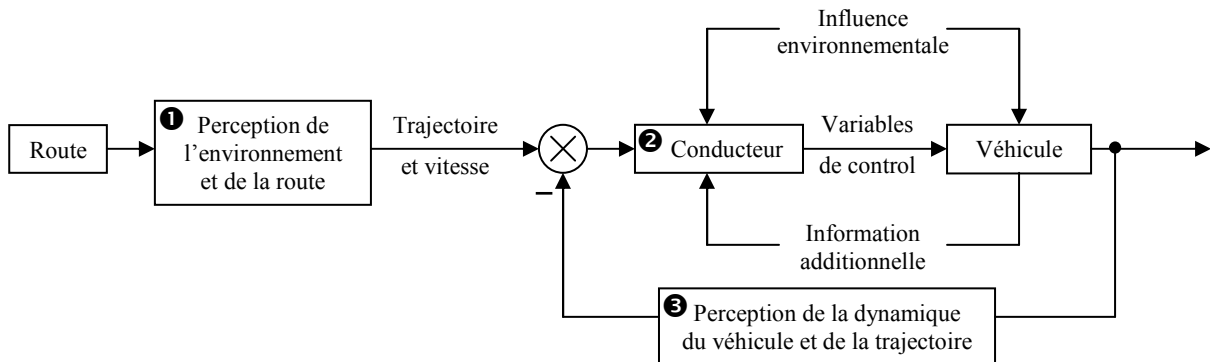 Influence
environnementale
Route
❶ Perception de
l'environnement
et de la route
Trajectoire
et vitesse
−
❷ Conducteur
Variables
de control
Véhicule
Information
additionnelle
❸ Perception de la dynamique
du véhicule et de la trajectoire